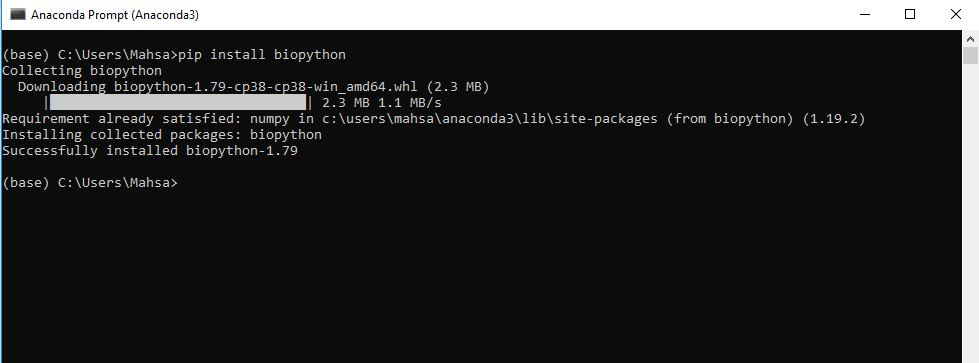 Anaconda Prompt (Anaconda3)
(base) C:\Users\Mahsa>pip install biopython
Collecting biopython
  Downloading biopython-1.79-cp38-cp38-win_amd64.whl (2.3 MB)
     |████████████████████████████████| 2.3 MB 1.1 MB/s
Requirement already satisfied: numpy in c:\users\mahsa\anaconda3\lib\site-packages (from biopython) (1.19.2)
Installing collected packages: biopython
Successfully installed biopython-1.79
(base) C:\Users\Mahsa>